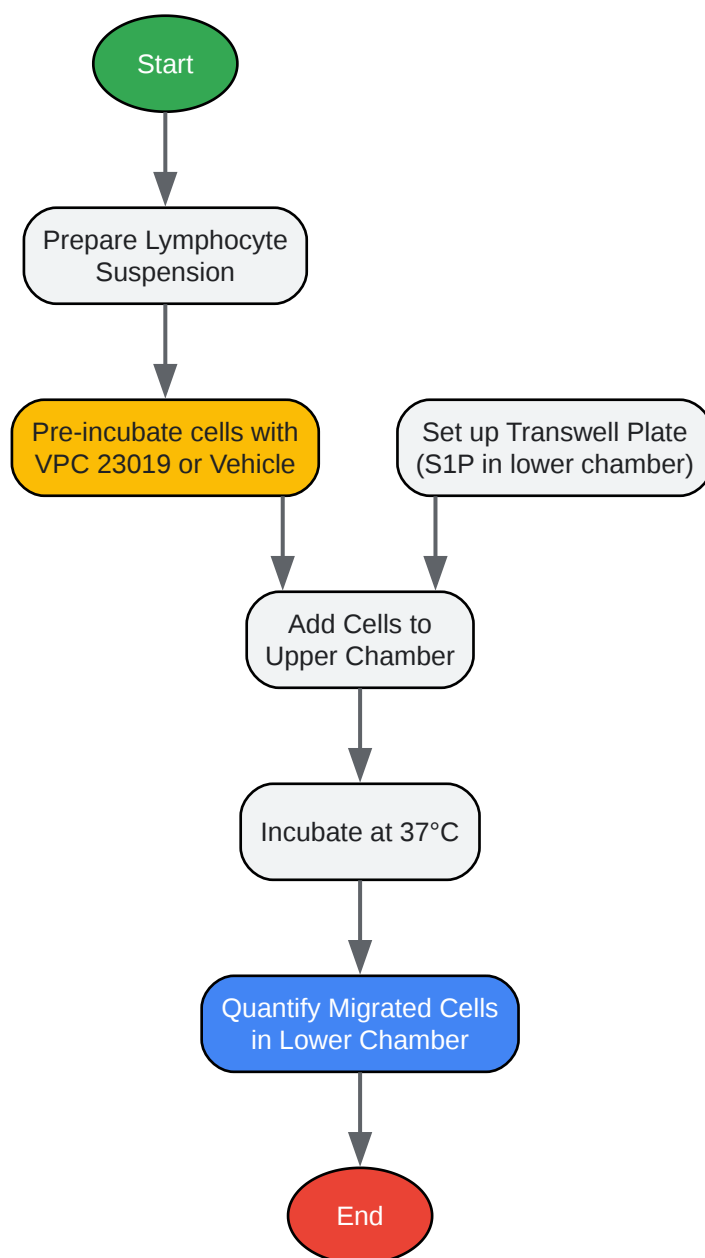 Start
Prepare Lymphocyte
Suspension
Pre-incubate cells with
VPC 23019 or Vehicle
Set up Transwell Plate
(S1P in lower chamber)
Add Cells to
Upper Chamber
Incubate at 37°C
Quantify Migrated Cells
in Lower Chamber
End